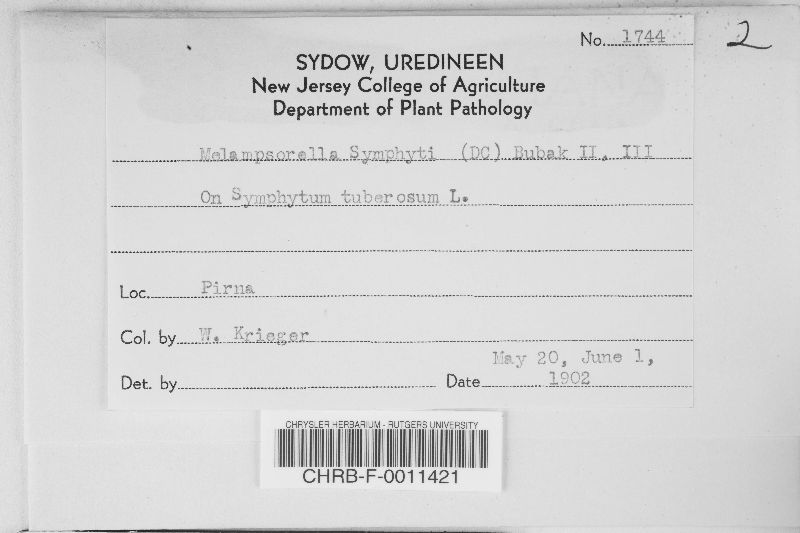 No. 1744
2
SYDOW, UREDINEEN
New Jersey College of Agriculture
Department of Plant Pathology
Melampsorella Symphyti (DC) Bubak II, III
On Symphytum tuberosum L.
Loc. Pirna
Col. by W. Krieger
May 20, June 1,
Det. by Date 1902
CHRYSLER HERBARIUM - RUTGERS UNIVERSITY
CHRB-F-0011421